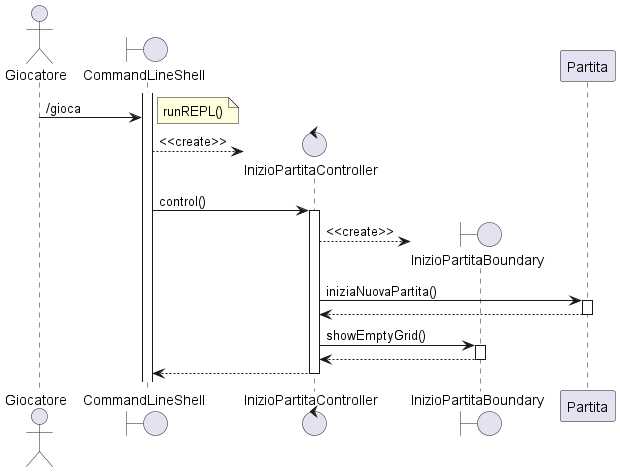 Giocatore
CommandLineShell
Partita
/gioca
runREPL()
<<create>>
InizioPartitaController
control()
<<create>>
InizioPartitaBoundary
iniziaNuovaPartita()
showEmptyGrid()
Giocatore
CommandLineShell
InizioPartitaController
InizioPartitaBoundary
Partita